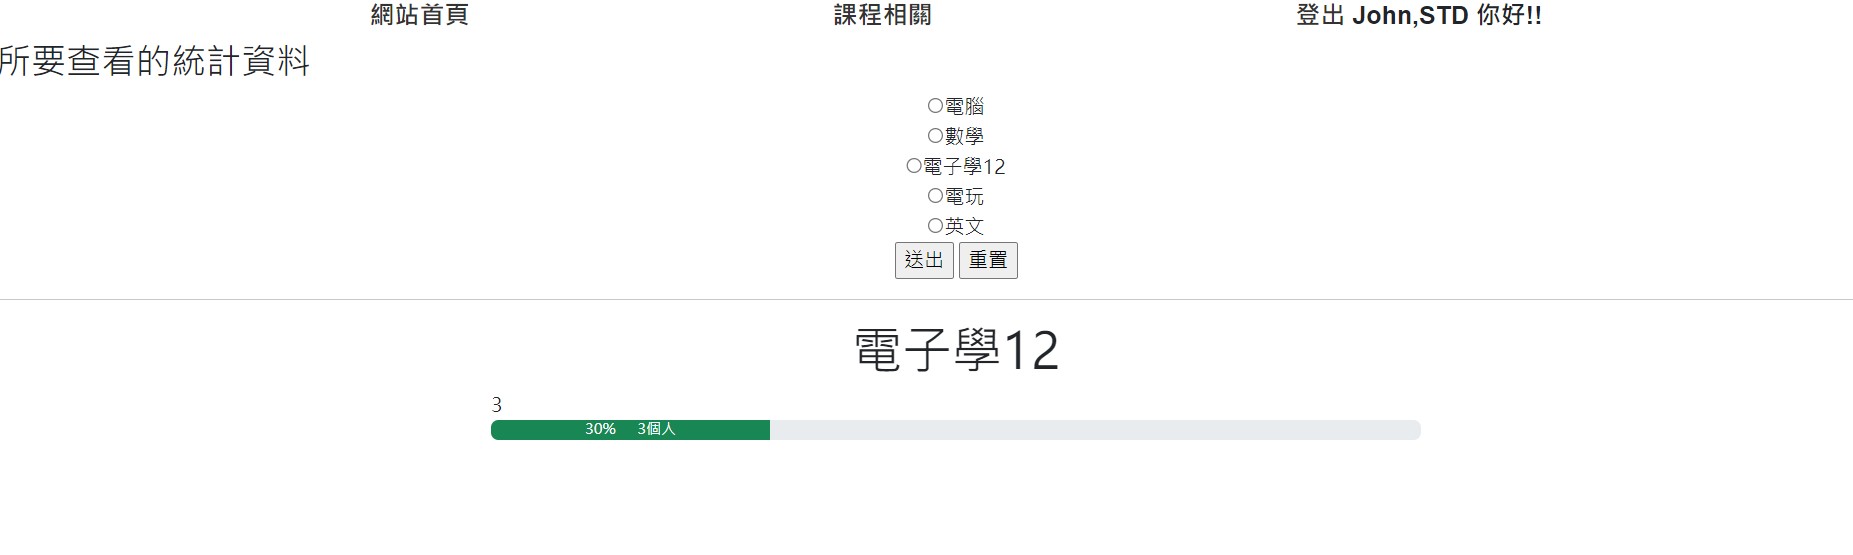 網站首頁 課程相關 登出 John,STD 你好!!
所要查看的統計資料
電腦
數學
電子學12
電玩
英文
送出 重置
電子學12
3
30% 3個人